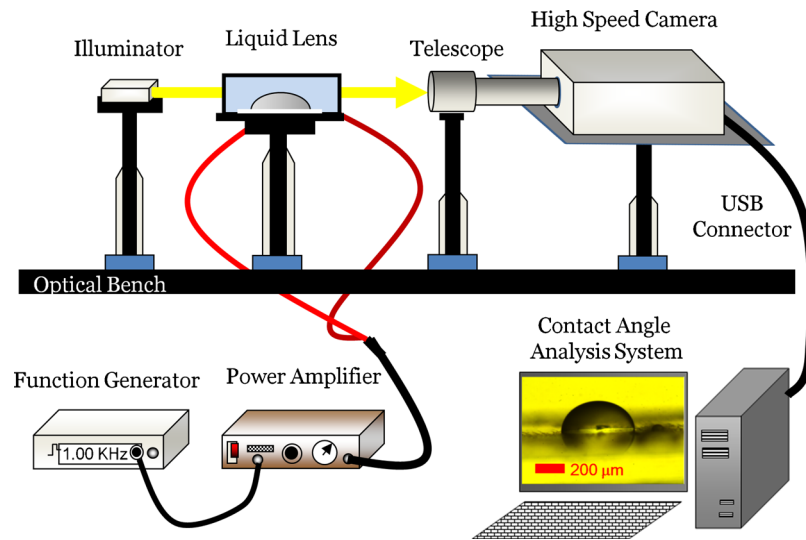 High Speed Camera
Illuminator
Liquid Lens
Telescope
USB
Connector
Optical Bench
Contact Angle
Analysis System
Function Generator
Power Amplifier
1.00 KHz
200 μm